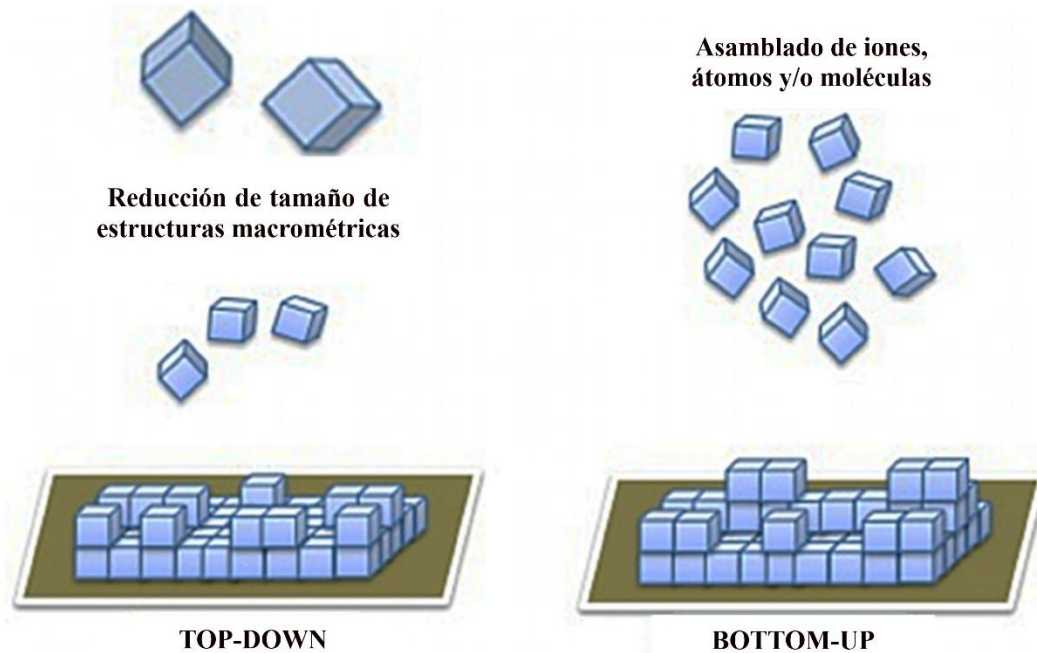 Reducción de tamaño de
estructuras macrométricas
TOP-DOWN
Asamblado de iones,
átomos y/o moléculas
BOTTOM-UP